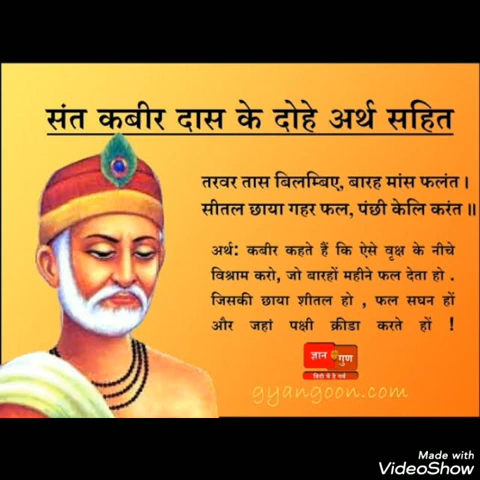 संत कबीर दास के दोहे अर्थ सहित
तरवर तास बिलम्बिए, बारह मांस फलंत।
सीतल छाया गहर फल, पंछी केलि करंत॥
अर्थ: कबीर कहते हैं कि ऐसे वृक्ष के नीचे
विश्राम करो, जो बारहों महीने फल देता हो .
जिसकी छाया शीतल हो , फल सघन हों
और जहां पक्षी क्रीडा करते हों !
ज्ञान गुण
gyangoon.com
Made with
VideoShow